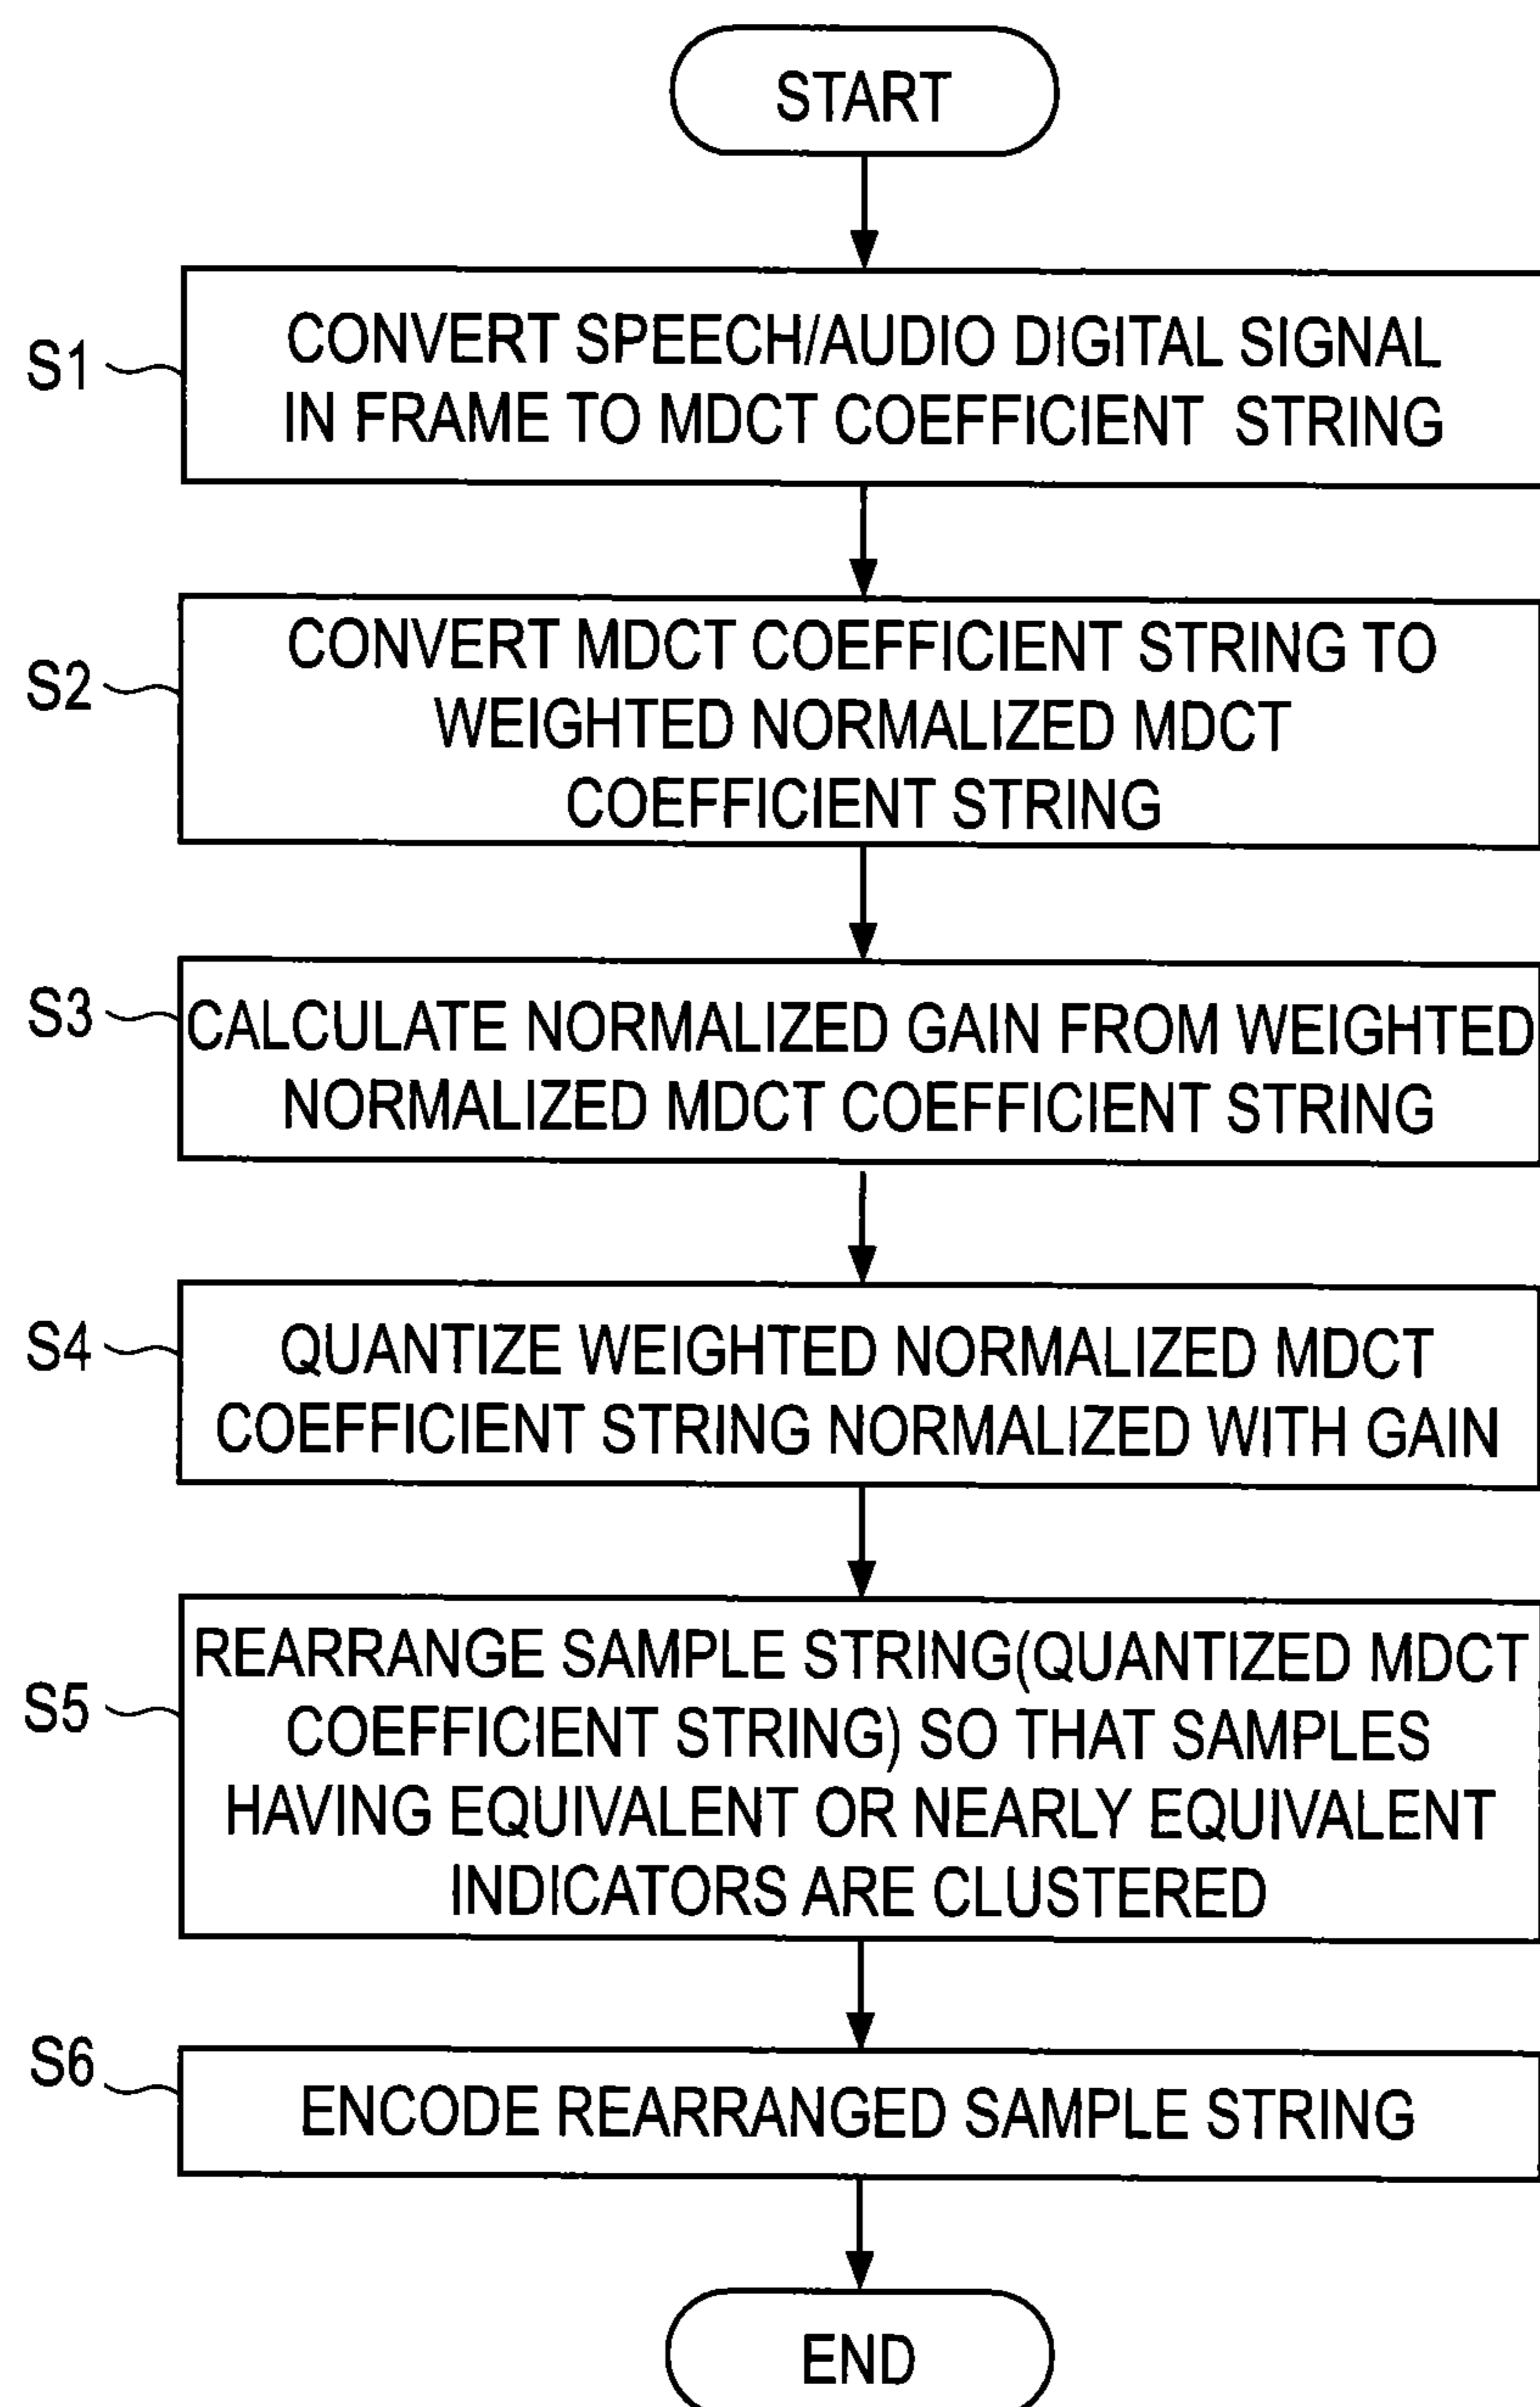 START
S1
CONVERT SPEECH/AUDIO DIGITAL SIGNAL
IN FRAME TO MDCT COEFFICIENT STRING
S2
CONVERT MDCT COEFFICIENT STRING TO
WEIGHTED NORMALIZED MDCT
COEFFICIENT STRING
S3
CALCULATE NORMALIZED GAIN FROM WEIGHTED
NORMALIZED MDCT COEFFICIENT STRING
S4
QUANTIZE WEIGHTED NORMALIZED MDCT
COEFFICIENT STRING NORMALIZED WITH GAIN
S5
REARRANGE SAMPLE STRING(QUANTIZED MDCT
COEFFICIENT STRING) SO THAT SAMPLES
HAVING EQUIVALENT OR NEARLY EQUIVALENT
INDICATORS ARE CLUSTERED
S6
ENCODE REARRANGED SAMPLE STRING
END